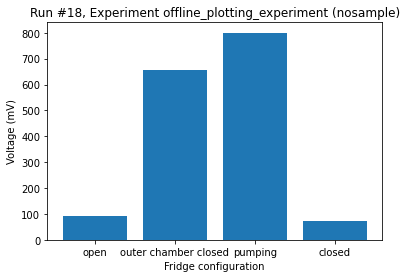 Run #18, Experiment offline_plotting_experiment (nosample)
800
700
600
500
400
300
200
100
0
Voltage (mV)
open outer chamber closed pumping closed
Fridge configuration